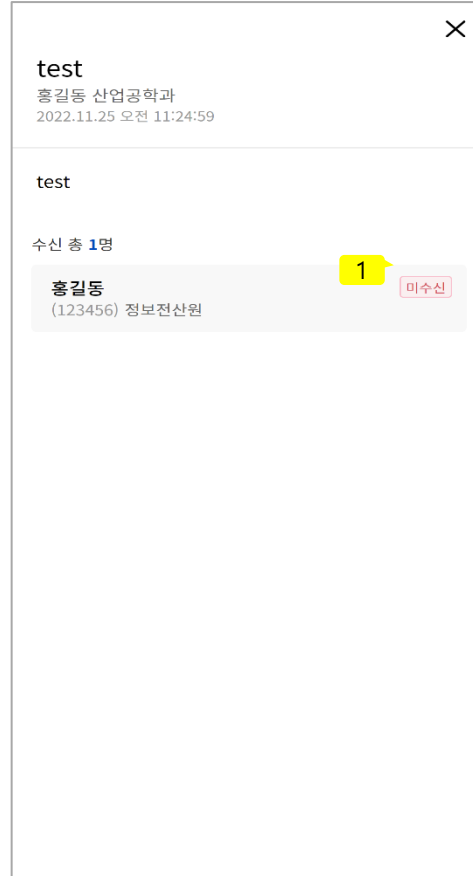 test
홍길동 산업공학과
2022.11.25 오전 11:24:59
test
수신 총 1명
1
홍길동
미수신
(123456) 정보전산원